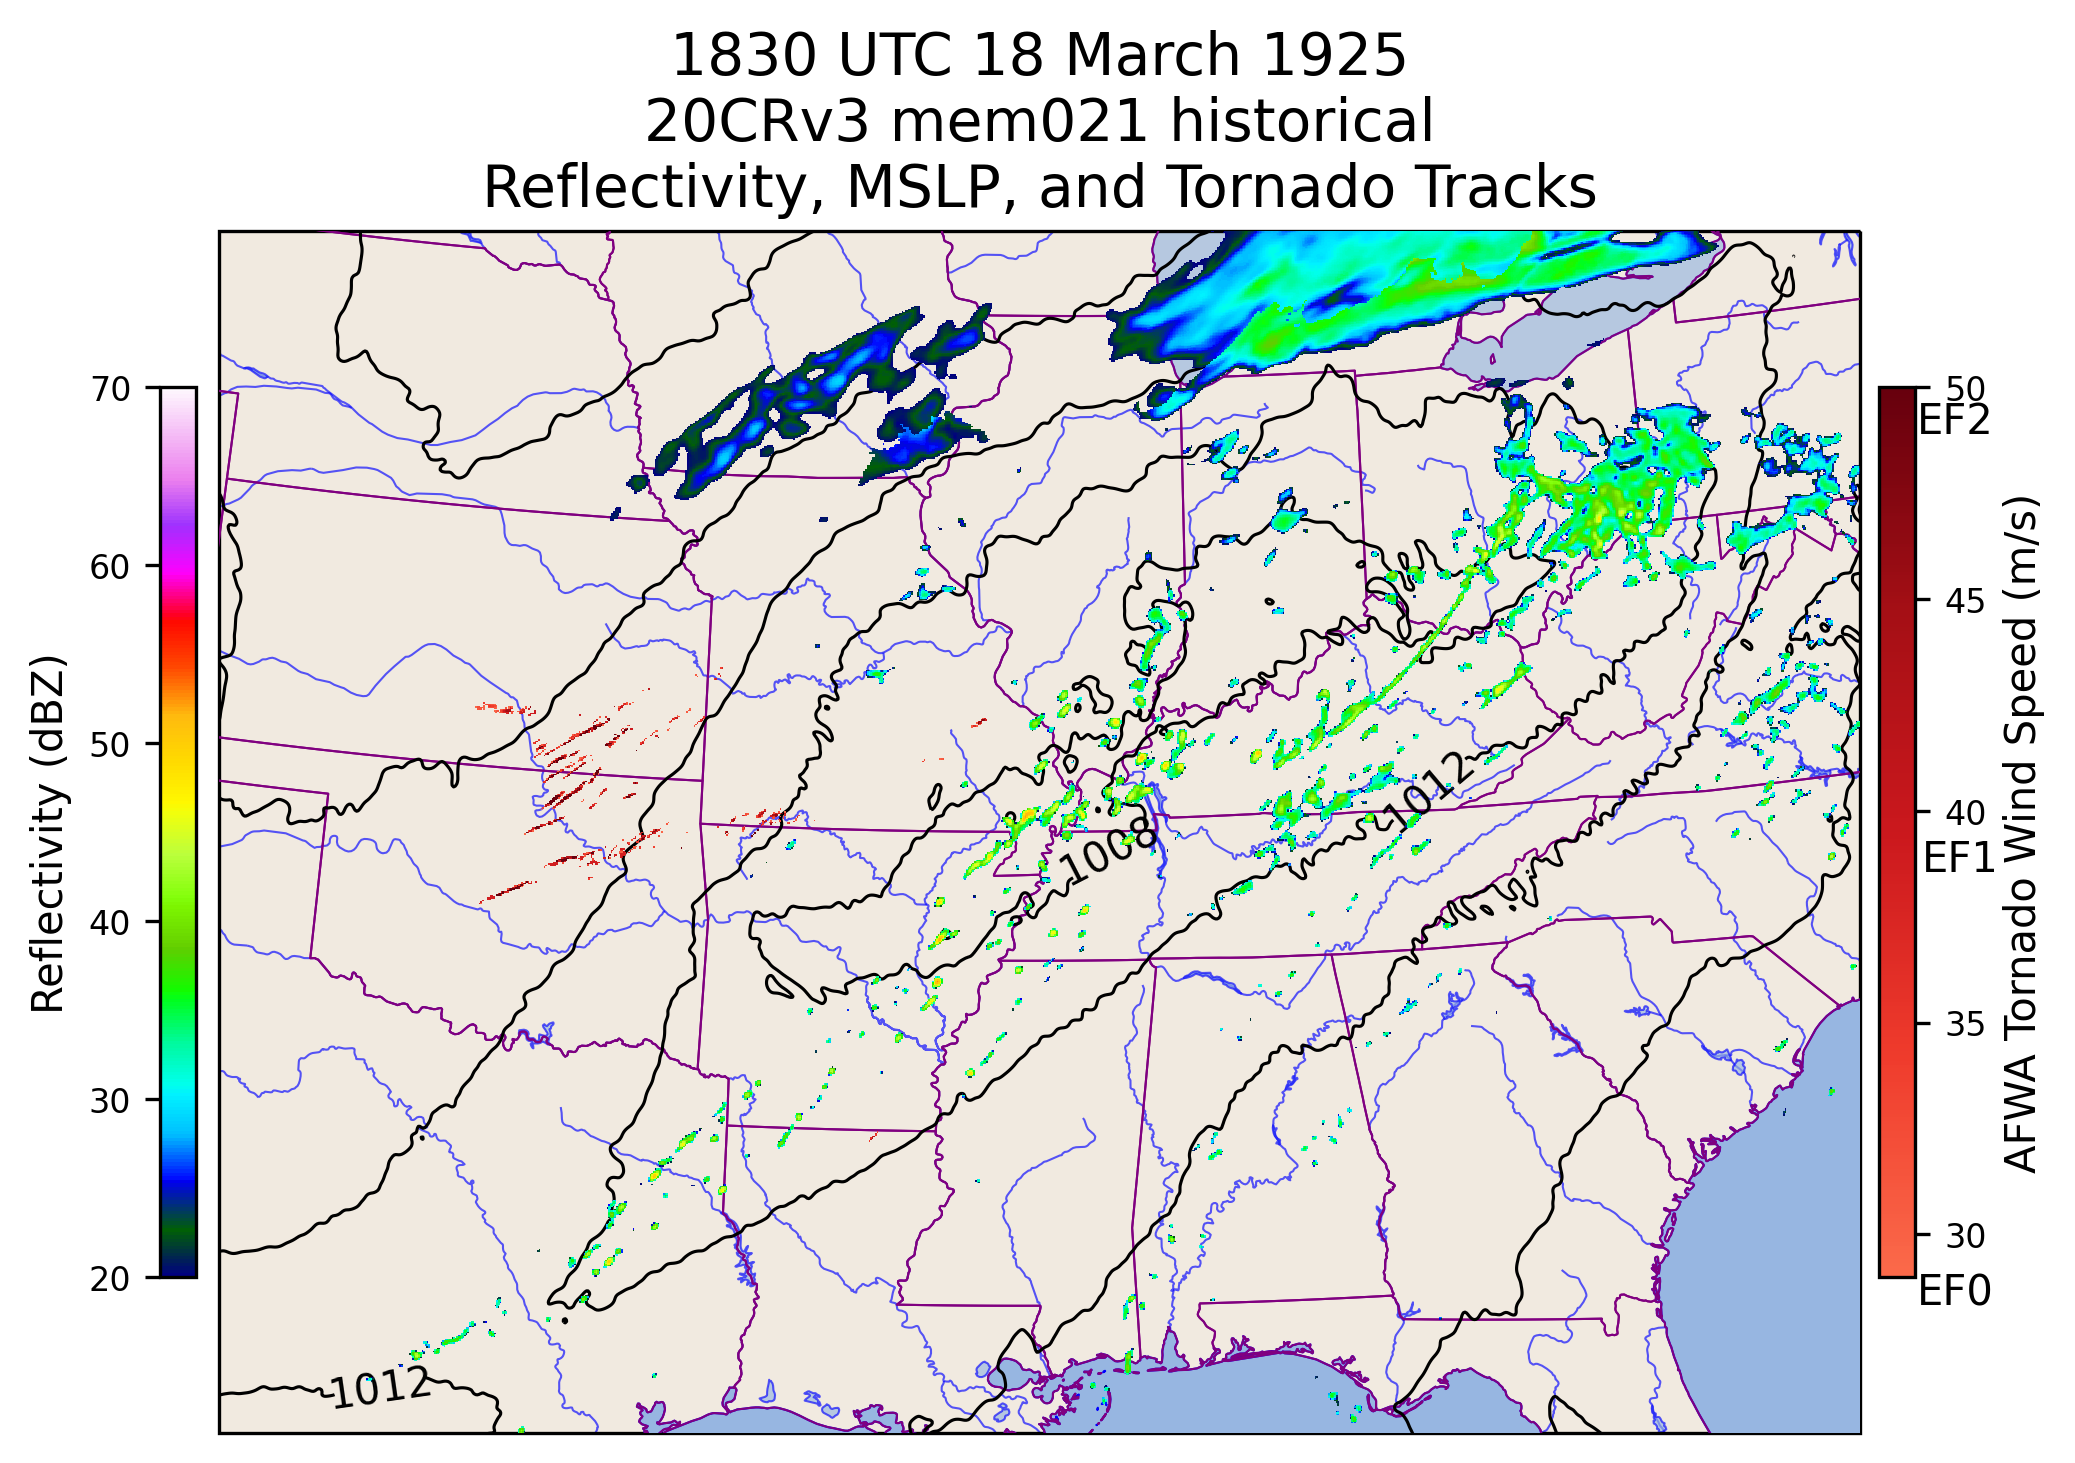 1830 UTC 18 March 1925
20CRv3 mem021 historical
Reflectivity, MSLP, and Tornado Tracks
70
60
50
40
30
20
Reflectivity (dBZ)
1012
1008
1012
50
EF2
45
40
EF1
35
30
EF0
AFWA Tornado Wind Speed (m/s)